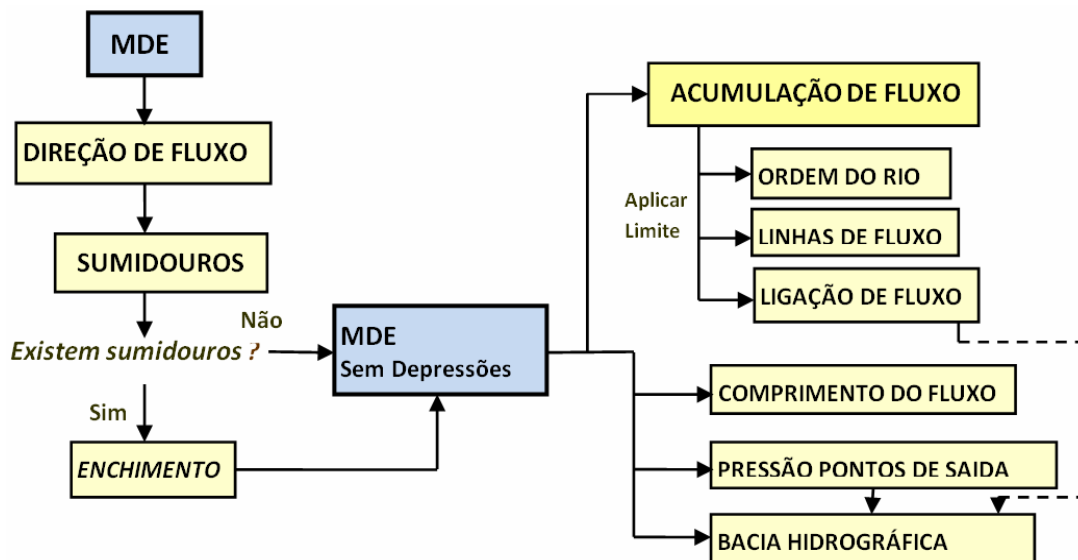 MDE
DIREÇÃO DE FLUXO
SUMIDOUROS
Não
Existem sumidouros ?
Sim
ENCHIMENTO
MDE
Sem Depressões
ACUMULAÇÃO DE FLUXO
Aplicar
Limite
ORDEM DO RIO
LINHAS DE FLUXO
LIGAÇÃO DE FLUXO
COMPRIMENTO DO FLUXO
PRESSÃO PONTOS DE SAIDA
BACIA HIDROGRÁFICA